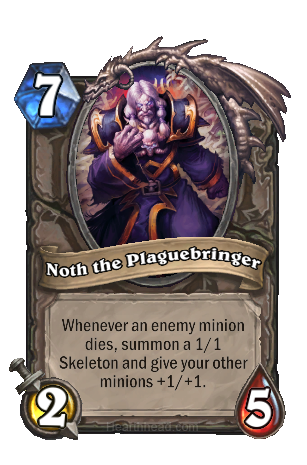 7
Noth the Plaguebringer
Whenever an enemy minion
dies, summon a 1/1
Skeleton and give your other
minions +1/+1.
2
5